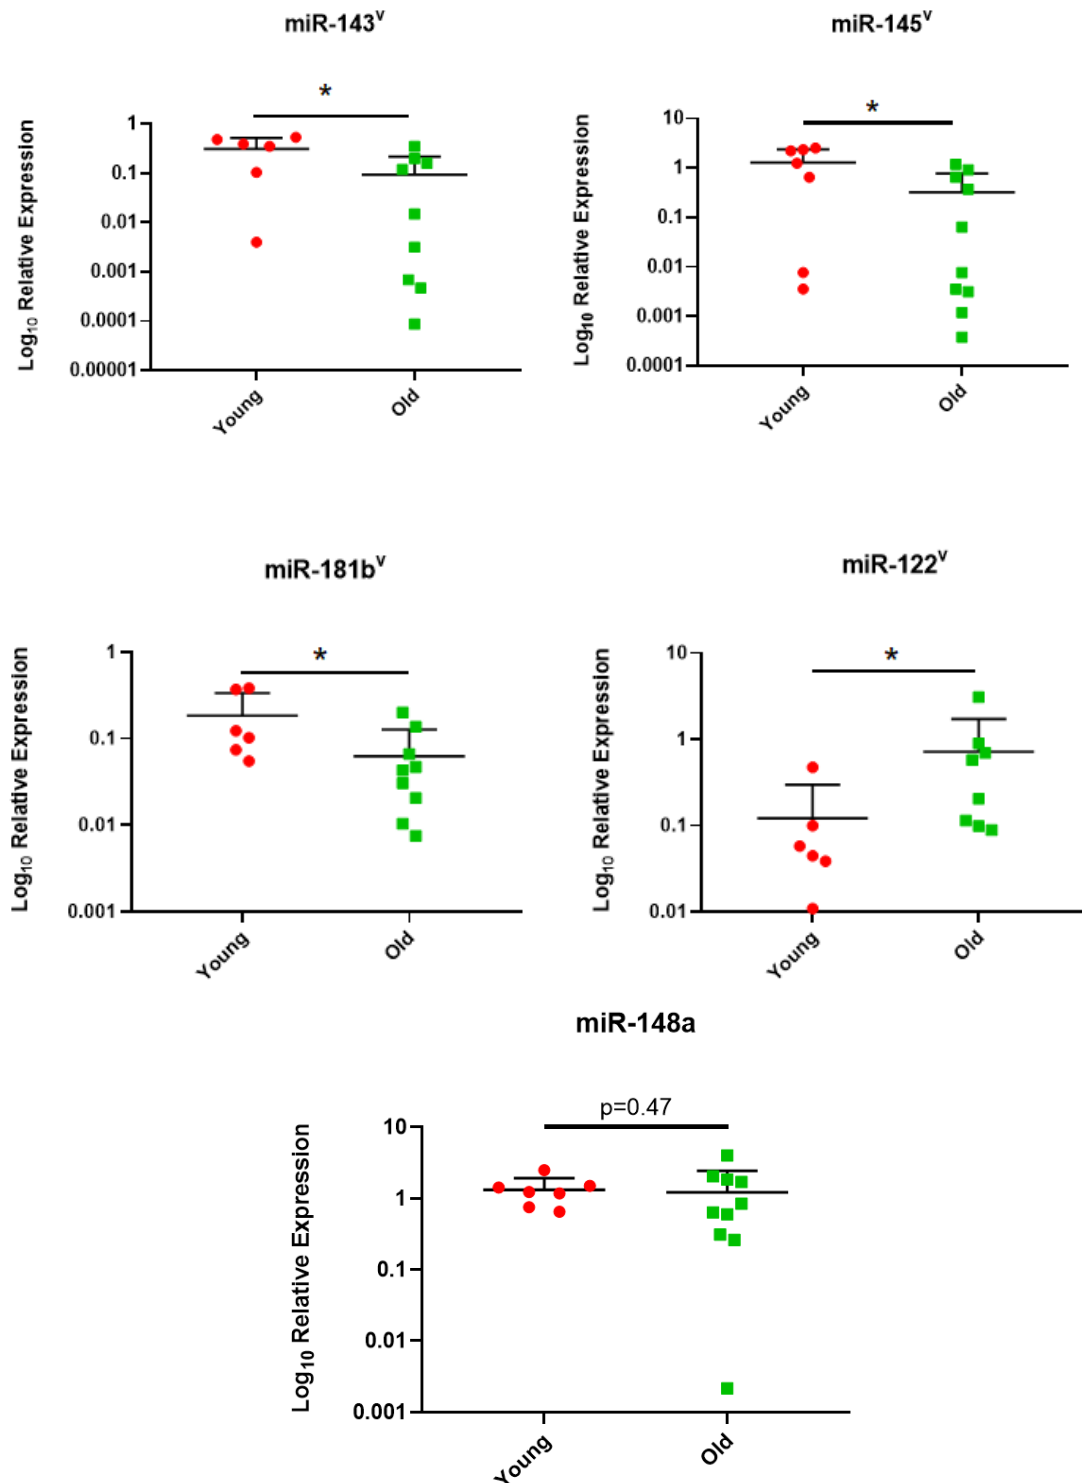 miR-143ⱽ
*
Log₁₀ Relative Expression
1
0.1
0.01
0.001
0.0001
0.00001
Young
Old
miR-145ⱽ
*
Log₁₀ Relative Expression
10
1
0.1
0.01
0.001
0.0001
Young
Old
miR-181bⱽ
*
Log₁₀ Relative Expression
1
0.1
0.01
0.001
Young
Old
miR-122ⱽ
*
Log₁₀ Relative Expression
10
1
0.1
0.01
Young
Old
miR-148a
p=0.47
Log₁₀ Relative Expression
10
1
0.1
0.01
0.001
Young
Old